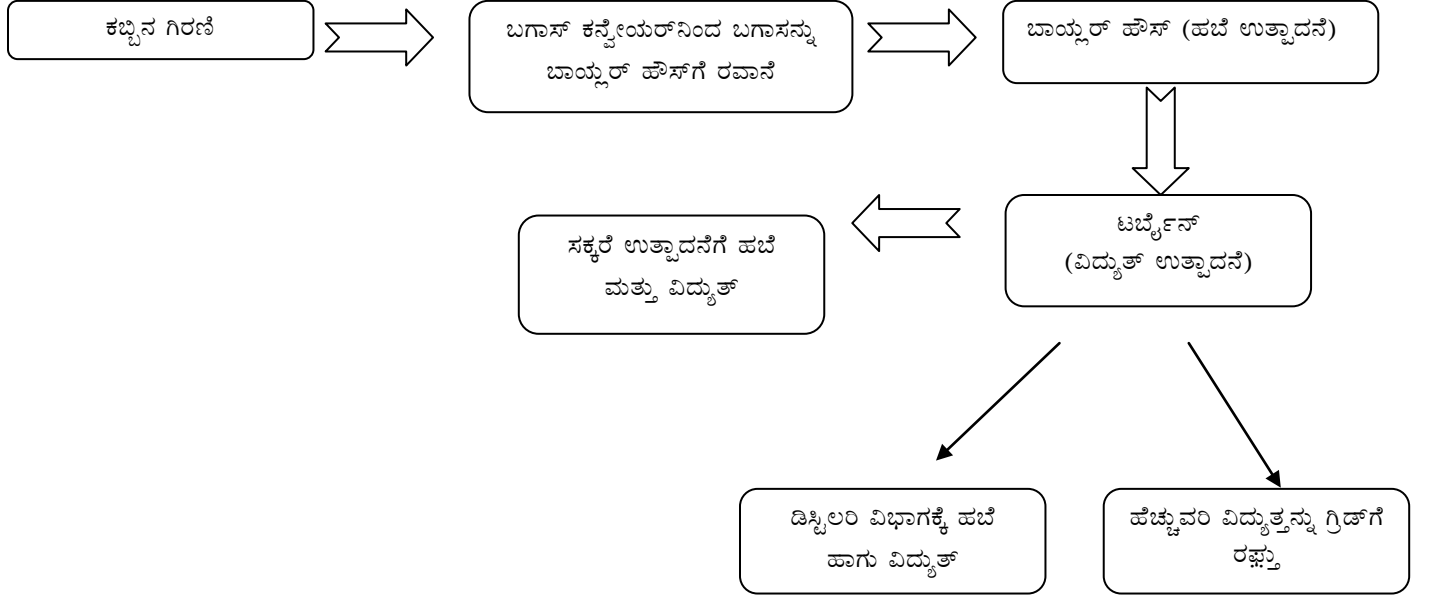 ಕಬ್ಬಿನ ಗಿರಣಿ
ಬಗಾಸ್ ಕನ್ವೇಯರ್‌ನಿಂದ ಬಗಾಸನ್ನು
ಬಾಯ್ಲರ್ ಹೌಸ್‌ಗೆ ರವಾನೆ
ಬಾಯ್ಲರ್ ಹೌಸ್ (ಹಬೆ ಉತ್ಪಾದನೆ)
ಟರ್ಬೈನ್
(ವಿದ್ಯುತ್ ಉತ್ಪಾದನೆ)
ಸಕ್ಕರೆ ಉತ್ಪಾದನೆಗೆ ಹಬೆ
ಮತ್ತು ವಿದ್ಯುತ್
ಡಿಸ್ಟಿಲರಿ ವಿಭಾಗಕ್ಕೆ ಹಬೆ
ಹಾಗು ವಿದ್ಯುತ್
ಹೆಚ್ಚುವರಿ ವಿದ್ಯುತ್ತನ್ನು ಗ್ರಿಡ್‌ಗೆ
ರಫ್ತು